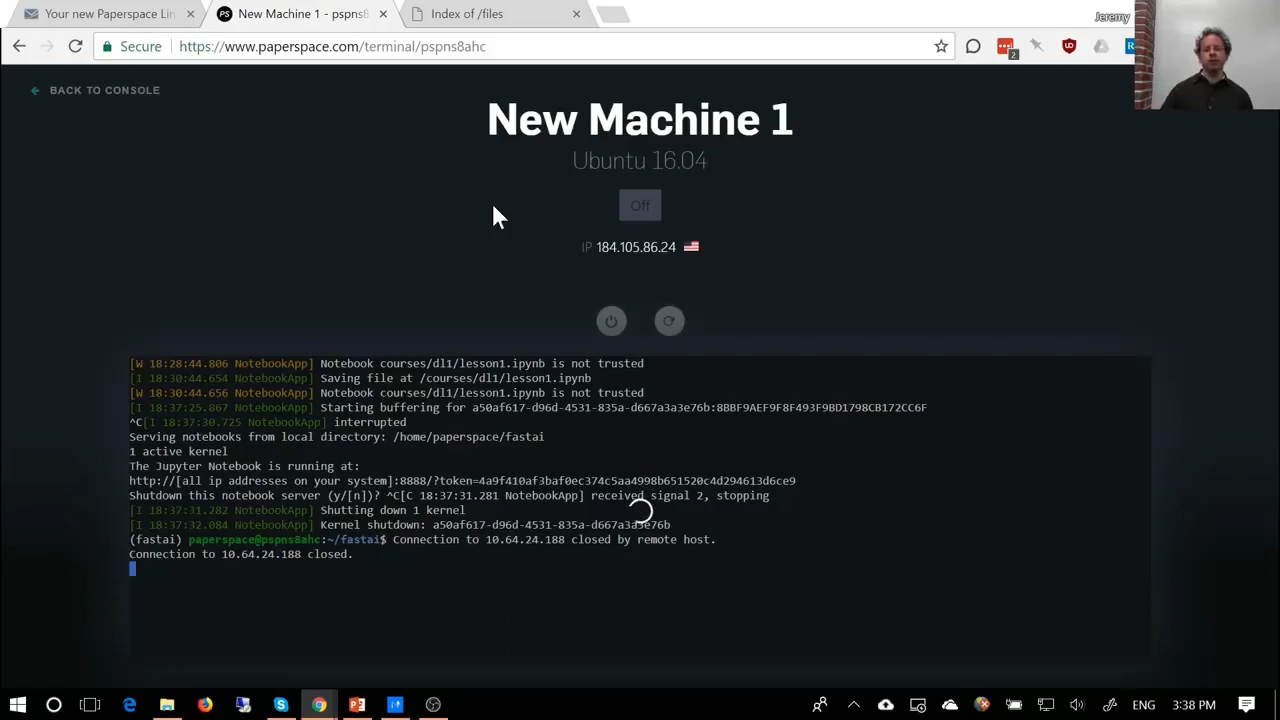 Your new Paperspace Lin
New Machine 1 - pspns8
Index of /files
Jeremy
Secure
https://www.paperspace.com/terminal/pspns8ahc
2
BACK TO CONSOLE
New Machine 1
Ubuntu 16.04
Off
IP 184.105.86.24
[W 18:28:44.806 NotebookApp] Notebook courses/dl1/lesson1.ipynb is not trusted
[I 18:30:44.654 NotebookApp] Saving file at /courses/dl1/lesson1.ipynb
[W 18:30:44.656 NotebookApp] Notebook courses/dl1/lesson1.ipynb is not trusted
[I 18:37:25.867 NotebookApp] Starting buffering for a50af617-d96d-4531-835a-d667a3a3e76b:8BBF9AEF9F8F493F9BD1798CB172CC6F
^C[I 18:37:30.725 NotebookApp] interrupted
Serving notebooks from local directory: /home/paperspace/fastai
1 active kernel
The Jupyter Notebook is running at:
http://[all ip addresses on your system]:8888/?token=4a9f410af3baf0ec374c5aa4998b651520c4d294613d6ce9
Shutdown this notebook server (y/[n])? ^C[C 18:37:31.281 NotebookApp] received signal 2, stopping
[I 18:37:31.282 NotebookApp] Shutting down 1 kernel
[I 18:37:32.084 NotebookApp] Kernel shutdown: a50af617-d96d-4531-835a-d667a3a3e76b
(fastai) paperspace@pspns8ahc:~/fastai$ Connection to 10.64.24.188 closed by remote host.
Connection to 10.64.24.188 closed.
ENG
3:38 PM